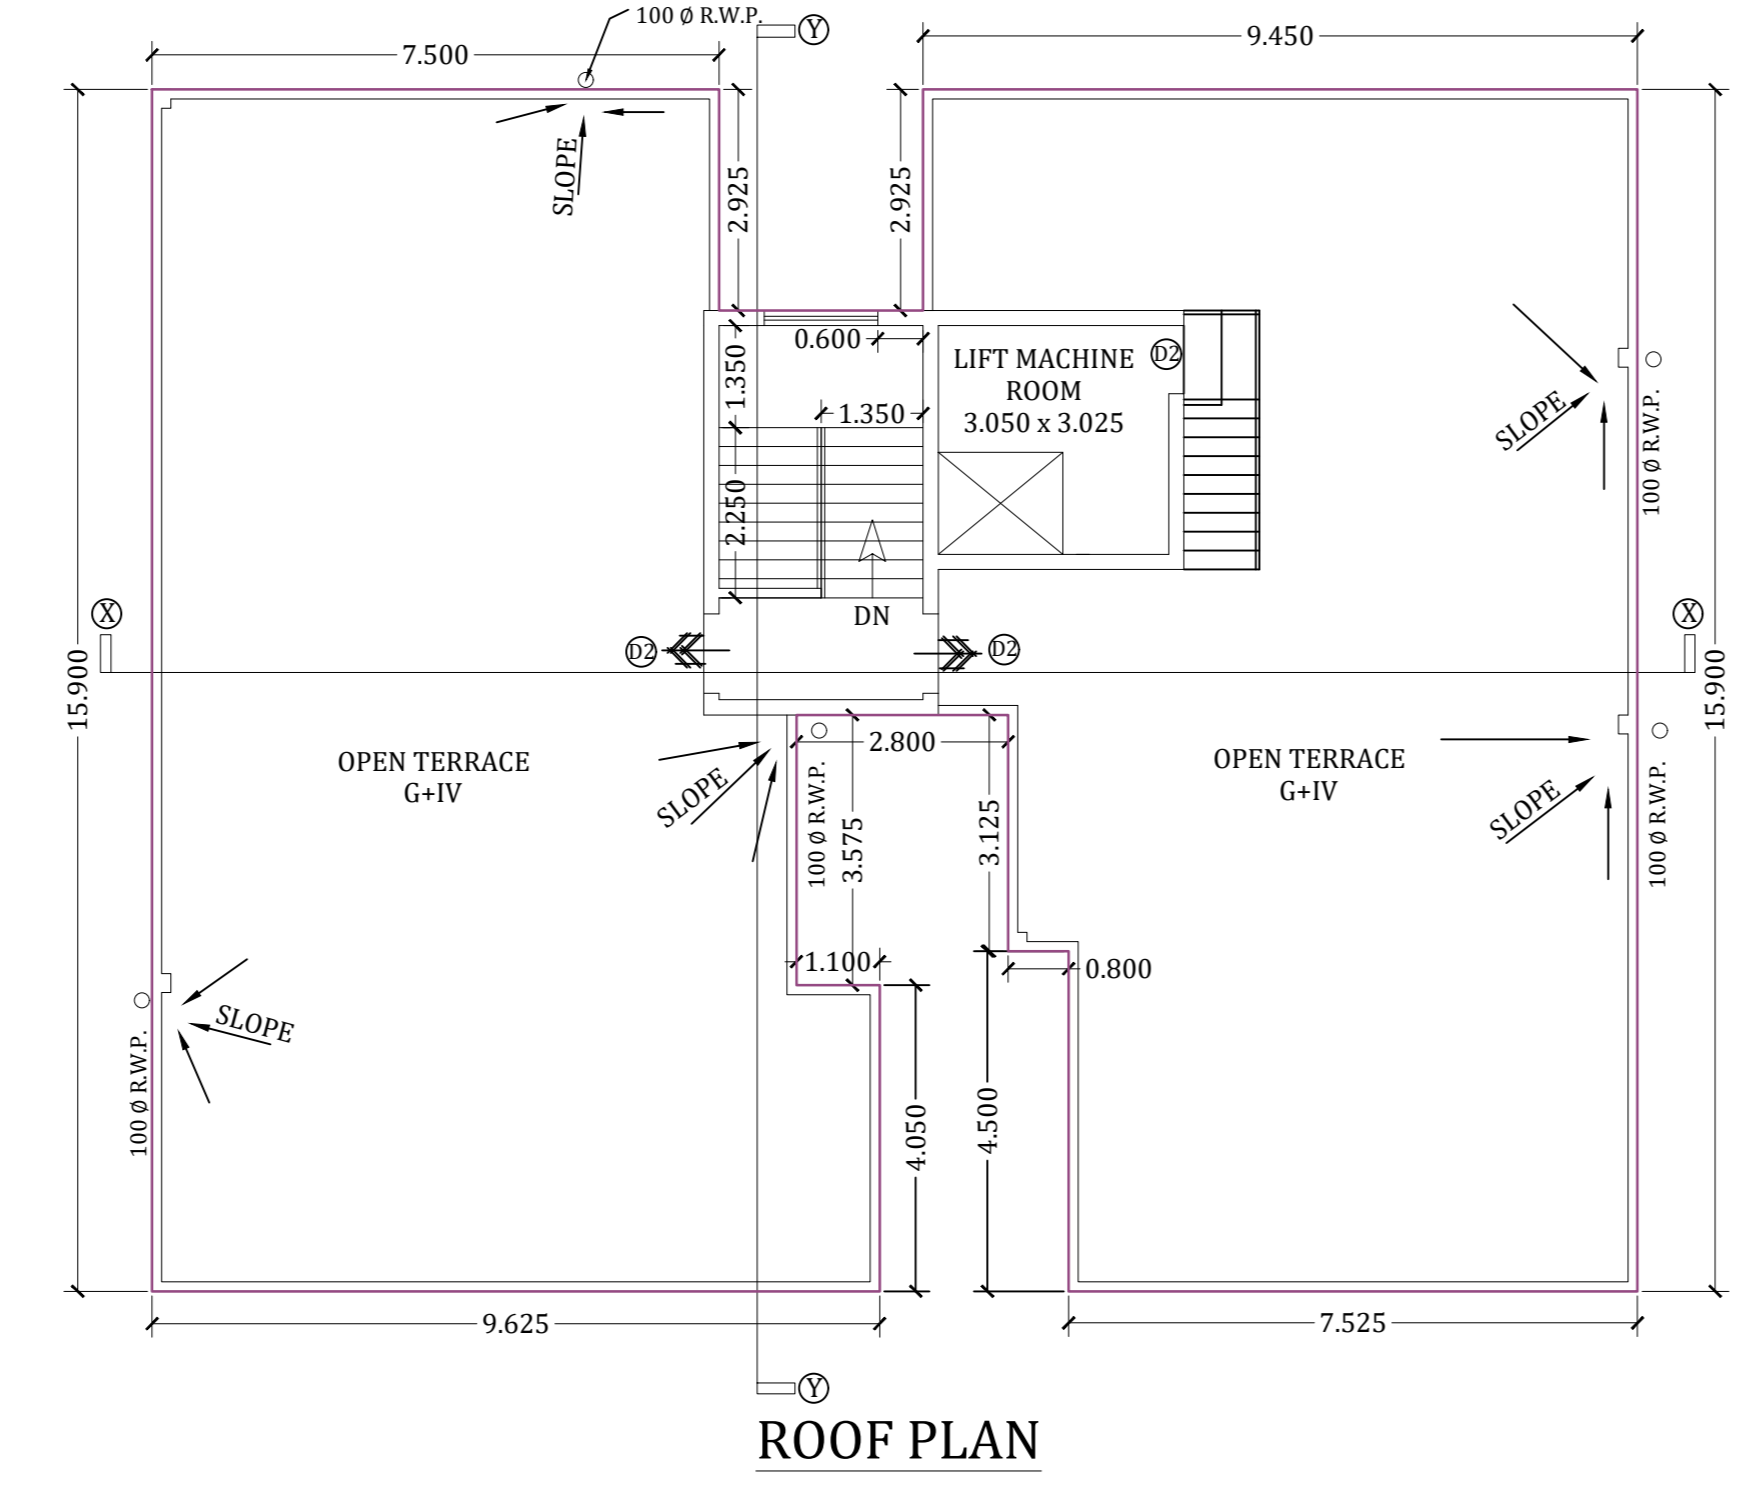 100 Ø R.W.P.
Y
7.500
9.450
2.925
2.925
SLOPE
0.600
1.350
LIFT MACHINE
ROOM
3.050 x 3.025
D2
1.350
SLOPE
100 Ø R.W.P.
2.250
DN
X
X
D2
D2
15.900
15.900
2.800
OPEN TERRACE
G+IV
OPEN TERRACE
G+IV
SLOPE
100 Ø R.W.P.
3.575
3.125
SLOPE
100 Ø R.W.P.
1.100
0.800
SLOPE
100 Ø R.W.P.
4.050
4.500
9.625
7.525
Y
ROOF PLAN